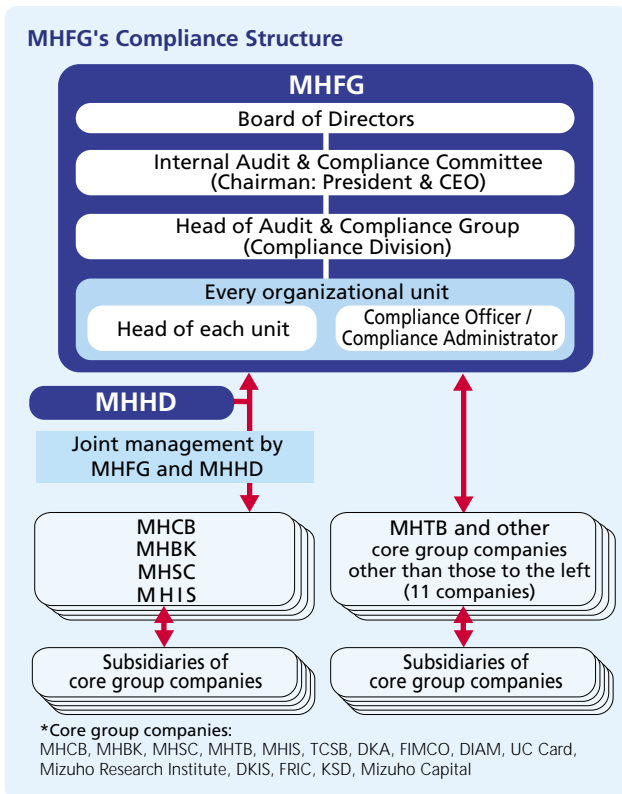 MHFG's Compliance Structure
MHFG
Board of Directors
Internal Audit & Compliance Committee
(Chairman: President & CEO)
Head of Audit & Compliance Group
(Compliance Division)
Every organizational unit
Head of each unit
Compliance Officer /
Compliance Administrator
MHHD
Joint management by
MHFG and MHHD
MHCB
MHBK
MHSC
MHIS
MHTB and other
core group companies
other than those to the left
(11 companies)
Subsidiaries of
core group companies
Subsidiaries of
core group companies
*Core group companies:
MHCB, MHBK, MHSC, MHTB, MHIS, TCSB, DKA, FIMCO, DIAM, UC Card,
Mizuho Research Institute, DKIS, FRIC, KSD, Mizuho Capital